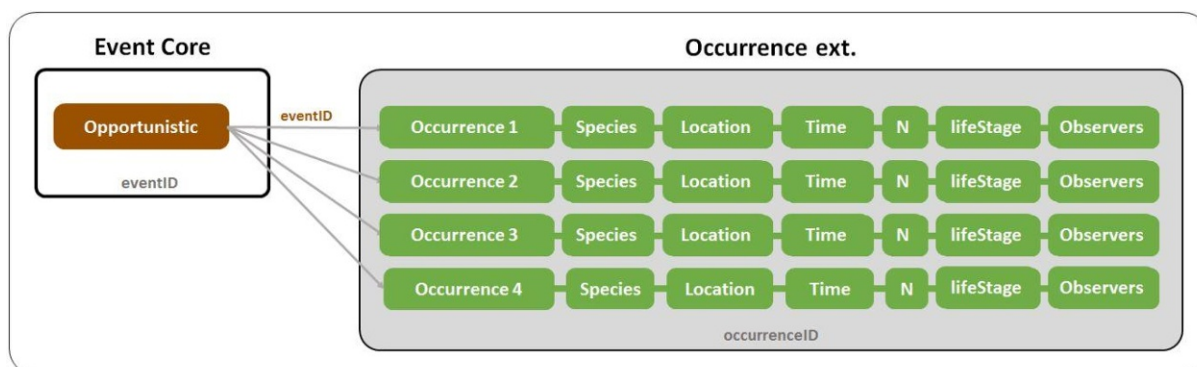 Event Core
Occurrence ext.
Opportunistic
eventID
eventID
Occurrence 1 Species Location Time N lifeStage Observers
Occurrence 2 Species Location Time N lifeStage Observers
Occurrence 3 Species Location Time N lifeStage Observers
Occurrence 4 Species Location Time N lifeStage Observers
occurrenceID